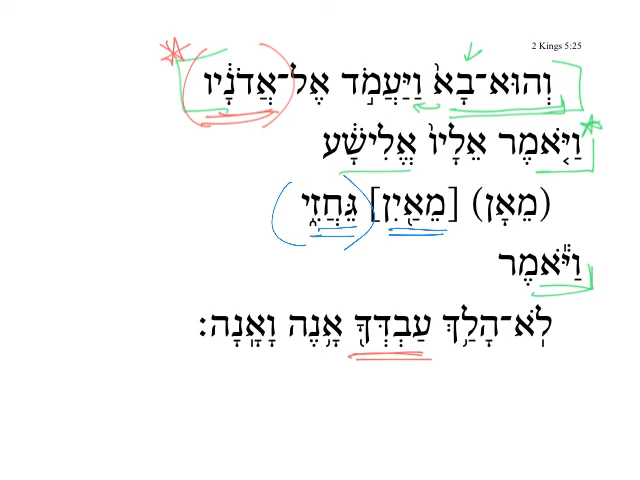 2 Kings 5:25
וְהוּא־בָא֙ וַיַּעֲמֹ֣ד אֶל־אֲדֹנָ֔יו
וַיֹּ֤אמֶר אֵלָיו֙ אֱלִישָׁ֔ע
(מֵאָן) [מֵאַ֖יִן] גֵּחֲזִ֑י
וַיֹּ֕אמֶר
לֹֽא־הָלַ֥ךְ עַבְדְּךָ֖ אָ֥נֶה וָאָֽנָה׃